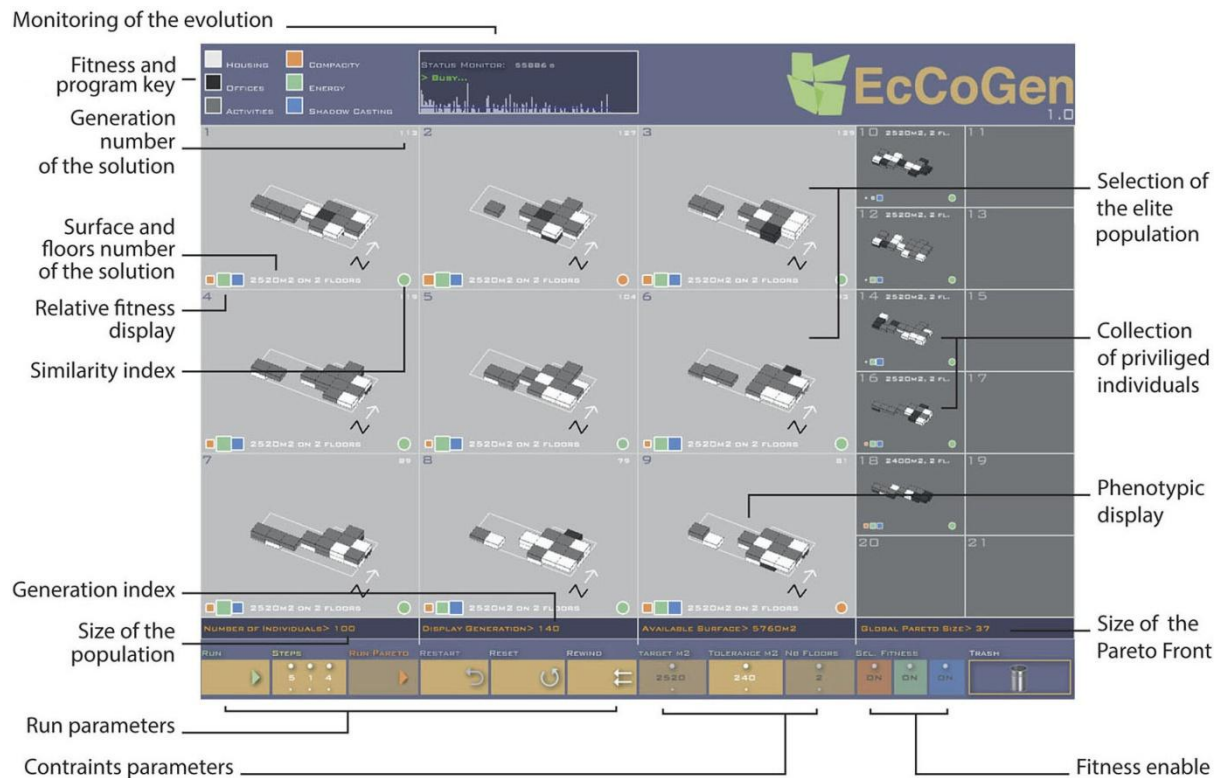 Monitoring of the evolution
Fitness and
program key
Generation
number
of the solution
Surface and
floors number
of the solution
Relative fitness
display
Similarity index
Generation index
Size of the
population
Run parameters
Contraints parameters
Housing
Offices
Activities
Compacity
Energy
Shadow Casting
Status Monitor: 55886
> Busy...
EcCoGen
1.0
1 113
2520m2 on 2 floors
N
2 127
2520m2 on 2 floors
N
3 129
2520m2 on 2 floors
N
4 119
2520m2 on 2 floors
N
5 104
2520m2 on 2 floors
N
6
2520m2 on 2 floors
N
7 89
2520m2 on 2 floors
N
8 79
2520m2 on 2 floors
N
9 81
2520m2 on 2 floors
N
10 2520m2, 2 fl.
11
12 2520m2, 2 fl.
13
14 2520m2, 2 fl.
15
16 2520m2, 2 fl.
17
18 2400m2, 2 fl.
19
20
21
Number of Individuals> 100
Display Generation> 140
Available Surface> 5760m2
Global Pareto Size> 37
Run
Steps
5 1 4
Run Pareto
Restart
Reset
Rewind
Target m2
2520
Tolerance m2
240
Nb Floors
2
Sel. Fitness
ON ON ON
Trash
Selection of
the elite
population
Collection
of priviliged
individuals
Phenotypic
display
Size of the
Pareto Front
Fitness enable